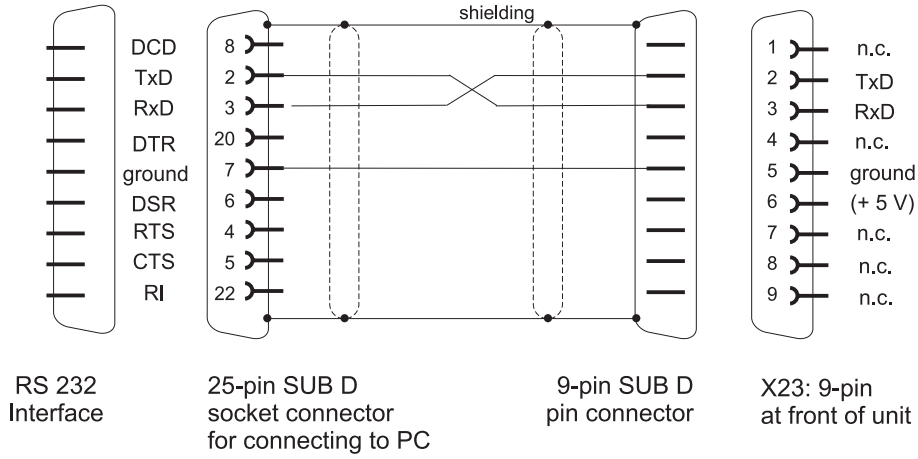 shielding
DCD 8 1 n.c.
TxD 2 2 TxD
RxD 3 3 RxD
DTR 20 4 n.c.
ground 7 5 ground
DSR 6 6 (+ 5 V)
RTS 4 7 n.c.
CTS 5 8 n.c.
RI 22 9 n.c.
RS 232
Interface
25-pin SUB D
socket connector
for connecting to PC
9-pin SUB D
pin connector
X23: 9-pin
at front of unit